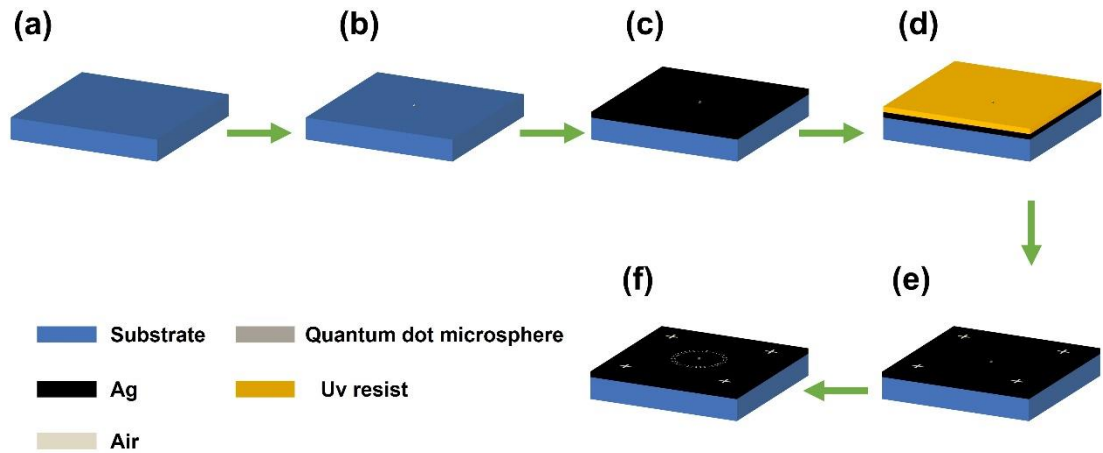 (a)
(b)
(c)
(d)
(f)
(e)
Substrate
Quantum dot microsphere
Ag
Uv resist
Air